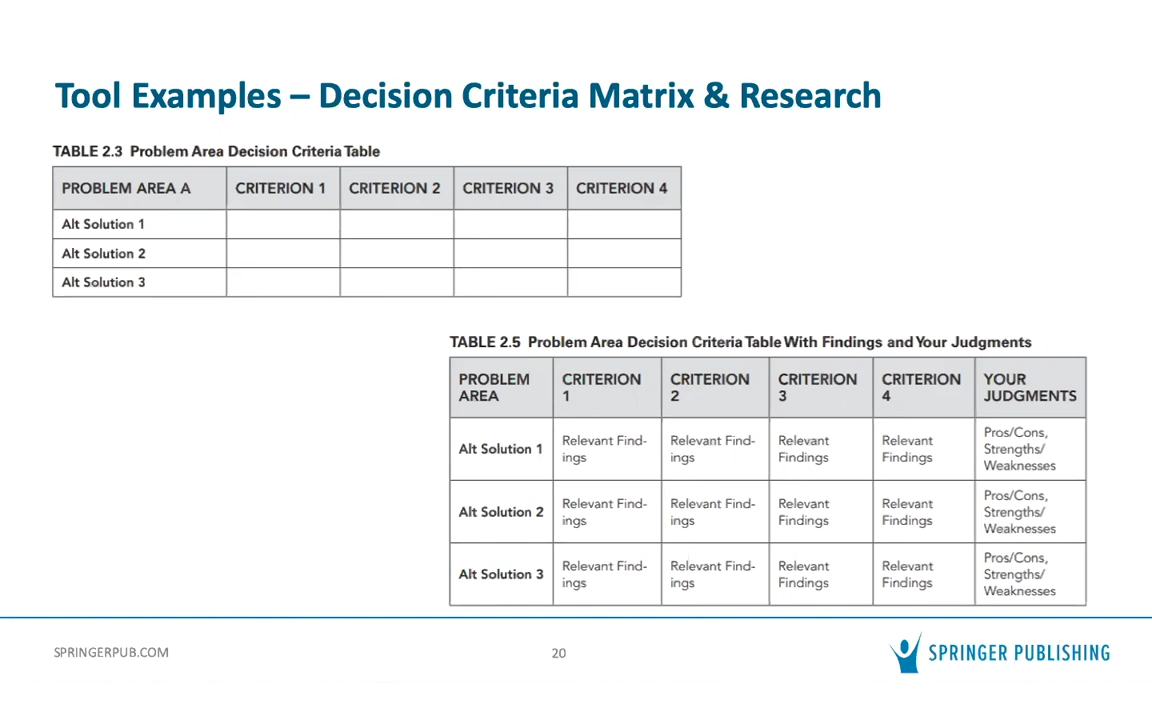 Tool Examples – Decision Criteria Matrix & Research
TABLE 2.3 Problem Area Decision Criteria Table
PROBLEM AREA A CRITERION 1 CRITERION 2 CRITERION 3 CRITERION 4
Alt Solution 1
Alt Solution 2
Alt Solution 3
TABLE 2.5 Problem Area Decision Criteria Table With Findings and Your Judgments
PROBLEM AREA
CRITERION 1
CRITERION 2
CRITERION 3
CRITERION 4
YOUR JUDGMENTS
Alt Solution 1
Relevant Find-
ings
Relevant Find-
ings
Relevant
Findings
Relevant
Findings
Pros/Cons,
Strengths/
Weaknesses
Alt Solution 2
Relevant Find-
ings
Relevant Find-
ings
Relevant
Findings
Relevant
Findings
Pros/Cons,
Strengths/
Weaknesses
Alt Solution 3
Relevant Find-
ings
Relevant Find-
ings
Relevant
Findings
Relevant
Findings
Pros/Cons,
Strengths/
Weaknesses
SPRINGERPUB.COM
20
SPRINGER PUBLISHING